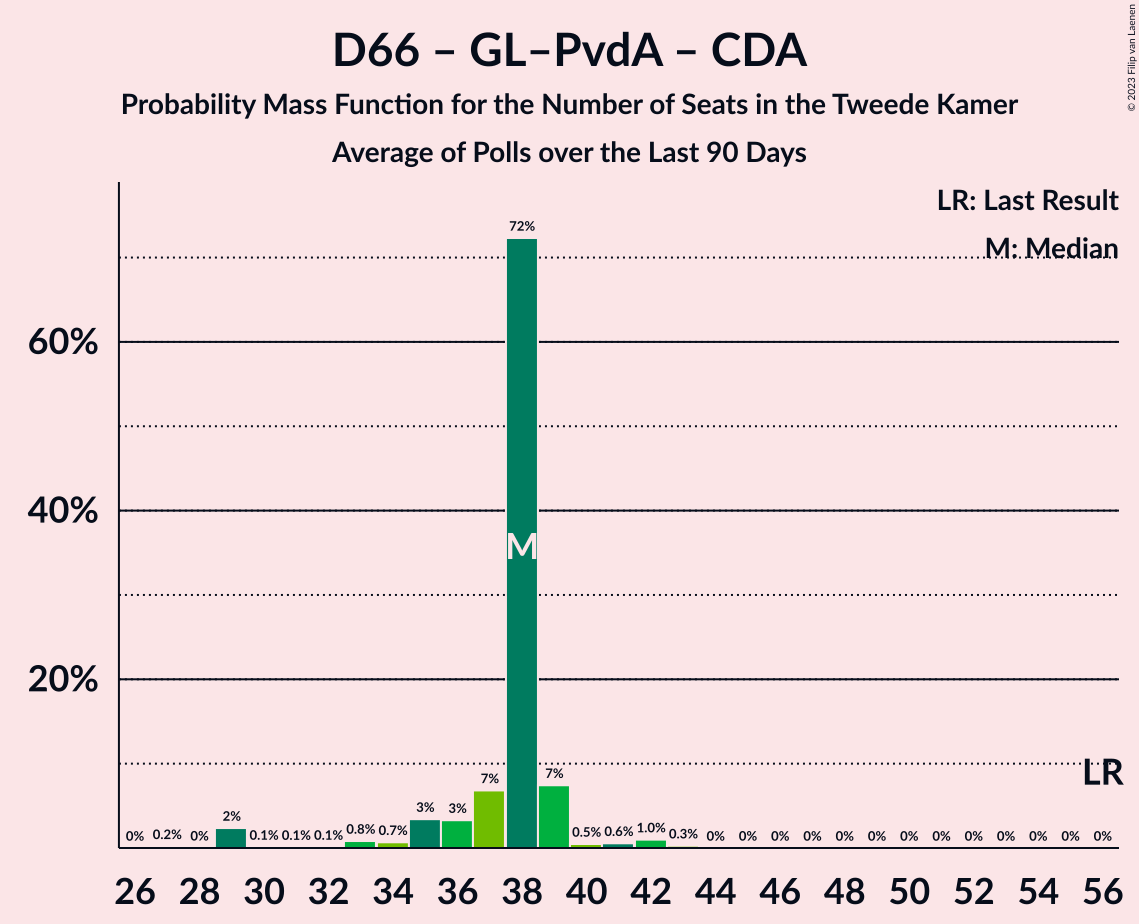 D66 – GL–PvdA – CDA
Probability Mass Function for the Number of Seats in the Tweede Kamer
Average of Polls over the Last 90 Days
© 2023 Filip van Laenen
LR: Last Result
M: Median
60%
40%
20%
72%
M
LR
0% 0.2% 0% 2% 0.1% 0.1% 0.1% 0.8% 0.7% 3% 3% 7% 7% 0.5% 0.6% 1.0% 0.3% 0% 0% 0% 0% 0% 0% 0% 0% 0% 0% 0% 0% 0%
26 28 30 32 34 36 38 40 42 44 46 48 50 52 54 56